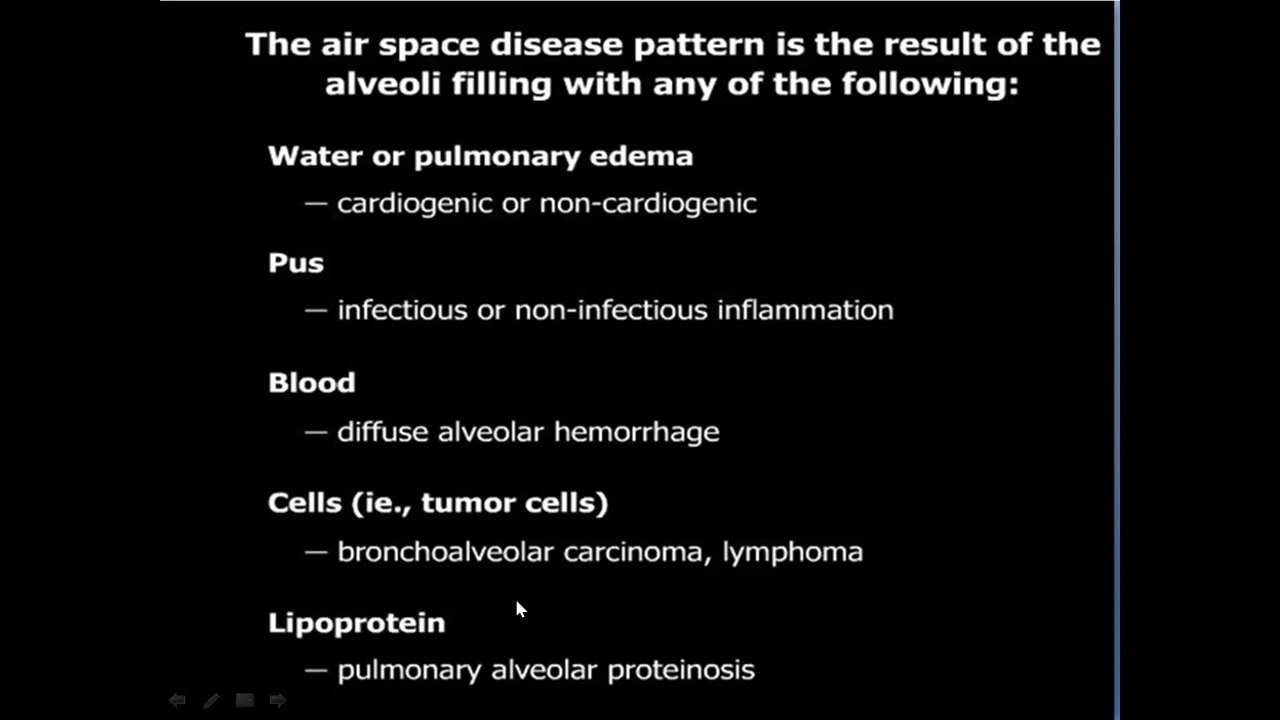 The air space disease pattern is the result of the
alveoli filling with any of the following:
Water or pulmonary edema
— cardiogenic or non-cardiogenic
Pus
— infectious or non-infectious inflammation
Blood
— diffuse alveolar hemorrhage
Cells (ie., tumor cells)
— bronchoalveolar carcinoma, lymphoma
Lipoprotein
— pulmonary alveolar proteinosis